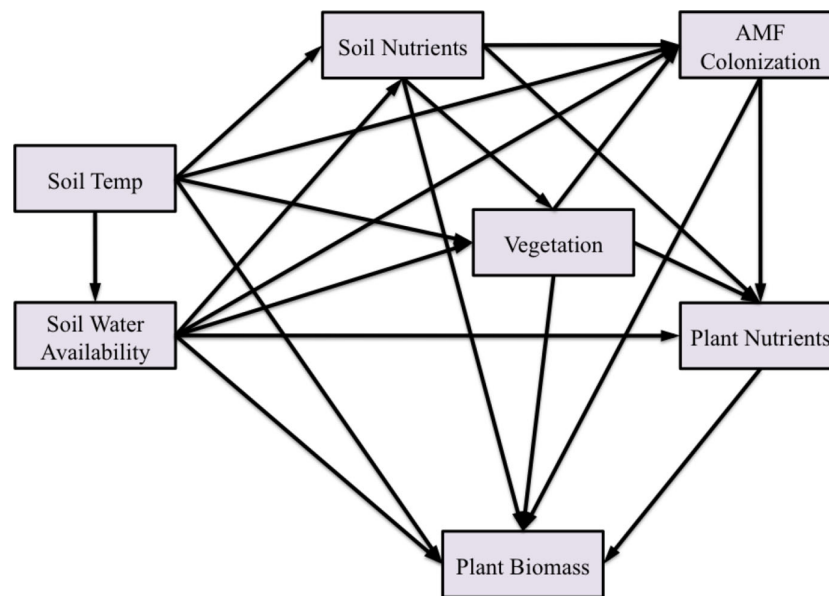 Soil Nutrients
AMF
Colonization
Soil Temp
Vegetation
Soil Water
Availability
Plant Nutrients
Plant Biomass